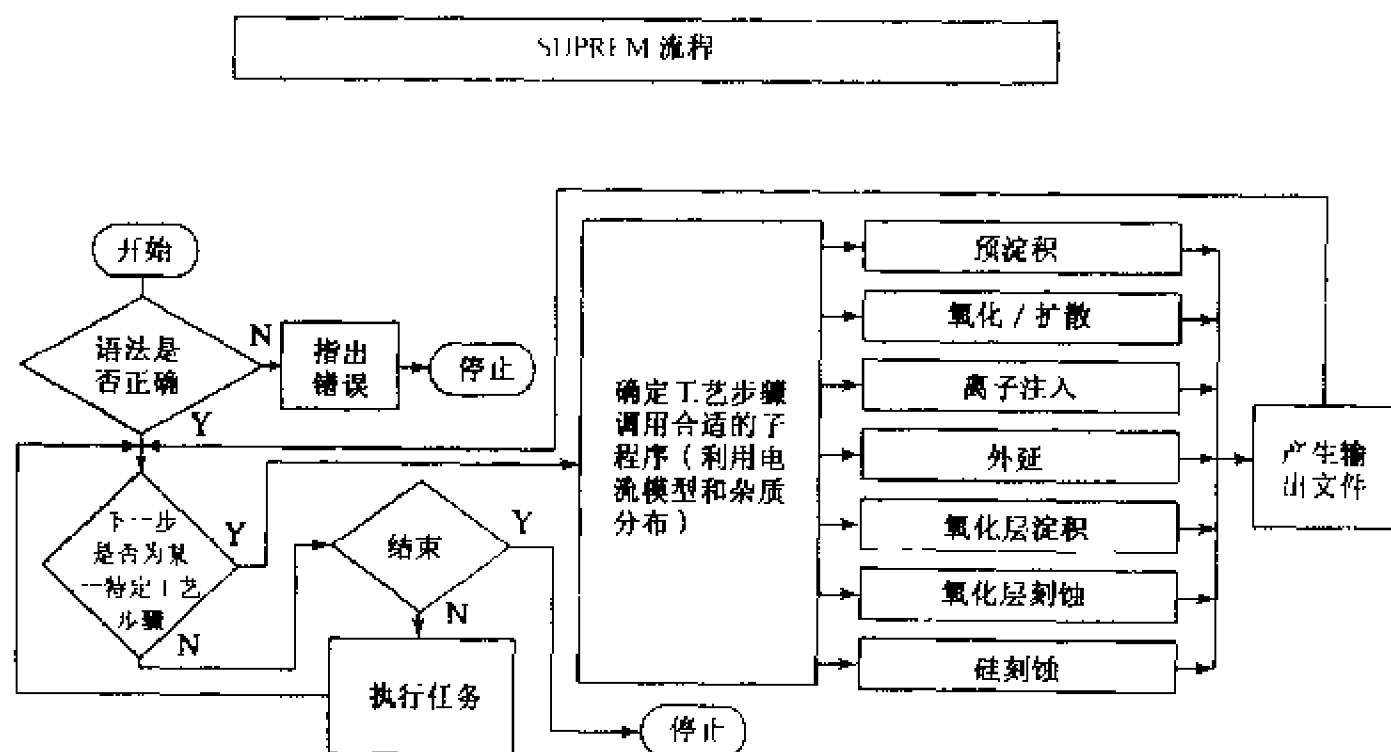 SUPREM 流程
开始
语法是
否正确
N
指出
错误
停止
Y
下一步
是否为某
一特定工艺
步骤
Y
N
结束
Y
N
执行任务
停止
确定工艺步骤
调用合适的子
程序(利用电
流模型和杂质
分布)
预淀积
氧化 / 扩散
离子注入
外延
氧化层淀积
氧化层刻蚀
硅刻蚀
产生输
出文件